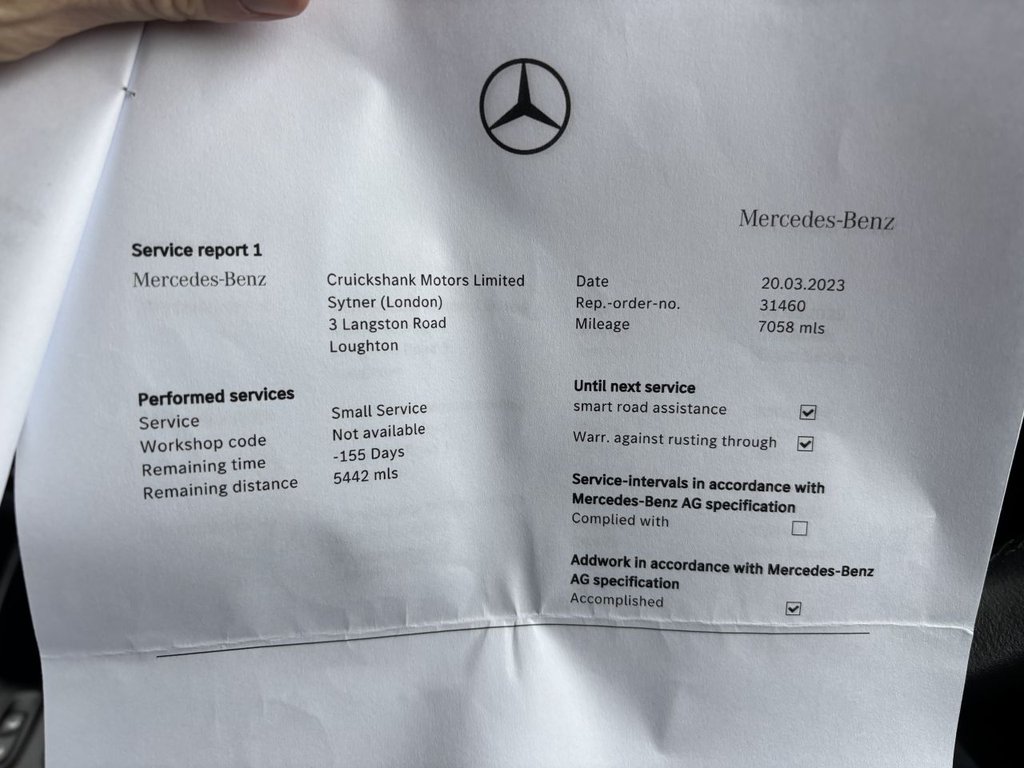 Mercedes-Benz
Service report 1
Mercedes-Benz
Cruickshank Motors Limited
Sytner (London)
3 Langston Road
Loughton
Date 20.03.2023
Rep.-order-no. 31460
Mileage 7058 mls
Performed services
Service Small Service
Workshop code Not available
Remaining time -155 Days
Remaining distance 5442 mls
Until next service
smart road assistance
Warr. against rusting through
Service-intervals in accordance with
Mercedes-Benz AG specification
Complied with
Addwork in accordance with Mercedes-Benz
AG specification
Accomplished